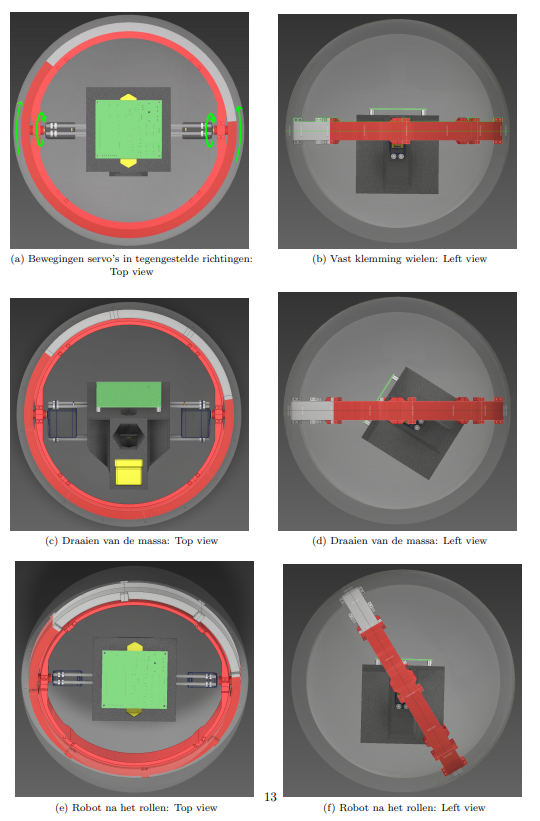 (a) Bewegingen servo's in tegengestelde richtingen:
Top view
(b) Vast klemming wielen: Left view
(c) Draaien van de massa: Top view
(d) Draaien van de massa: Left view
13
(e) Robot na het rollen: Top view
(f) Robot na het rollen: Left view